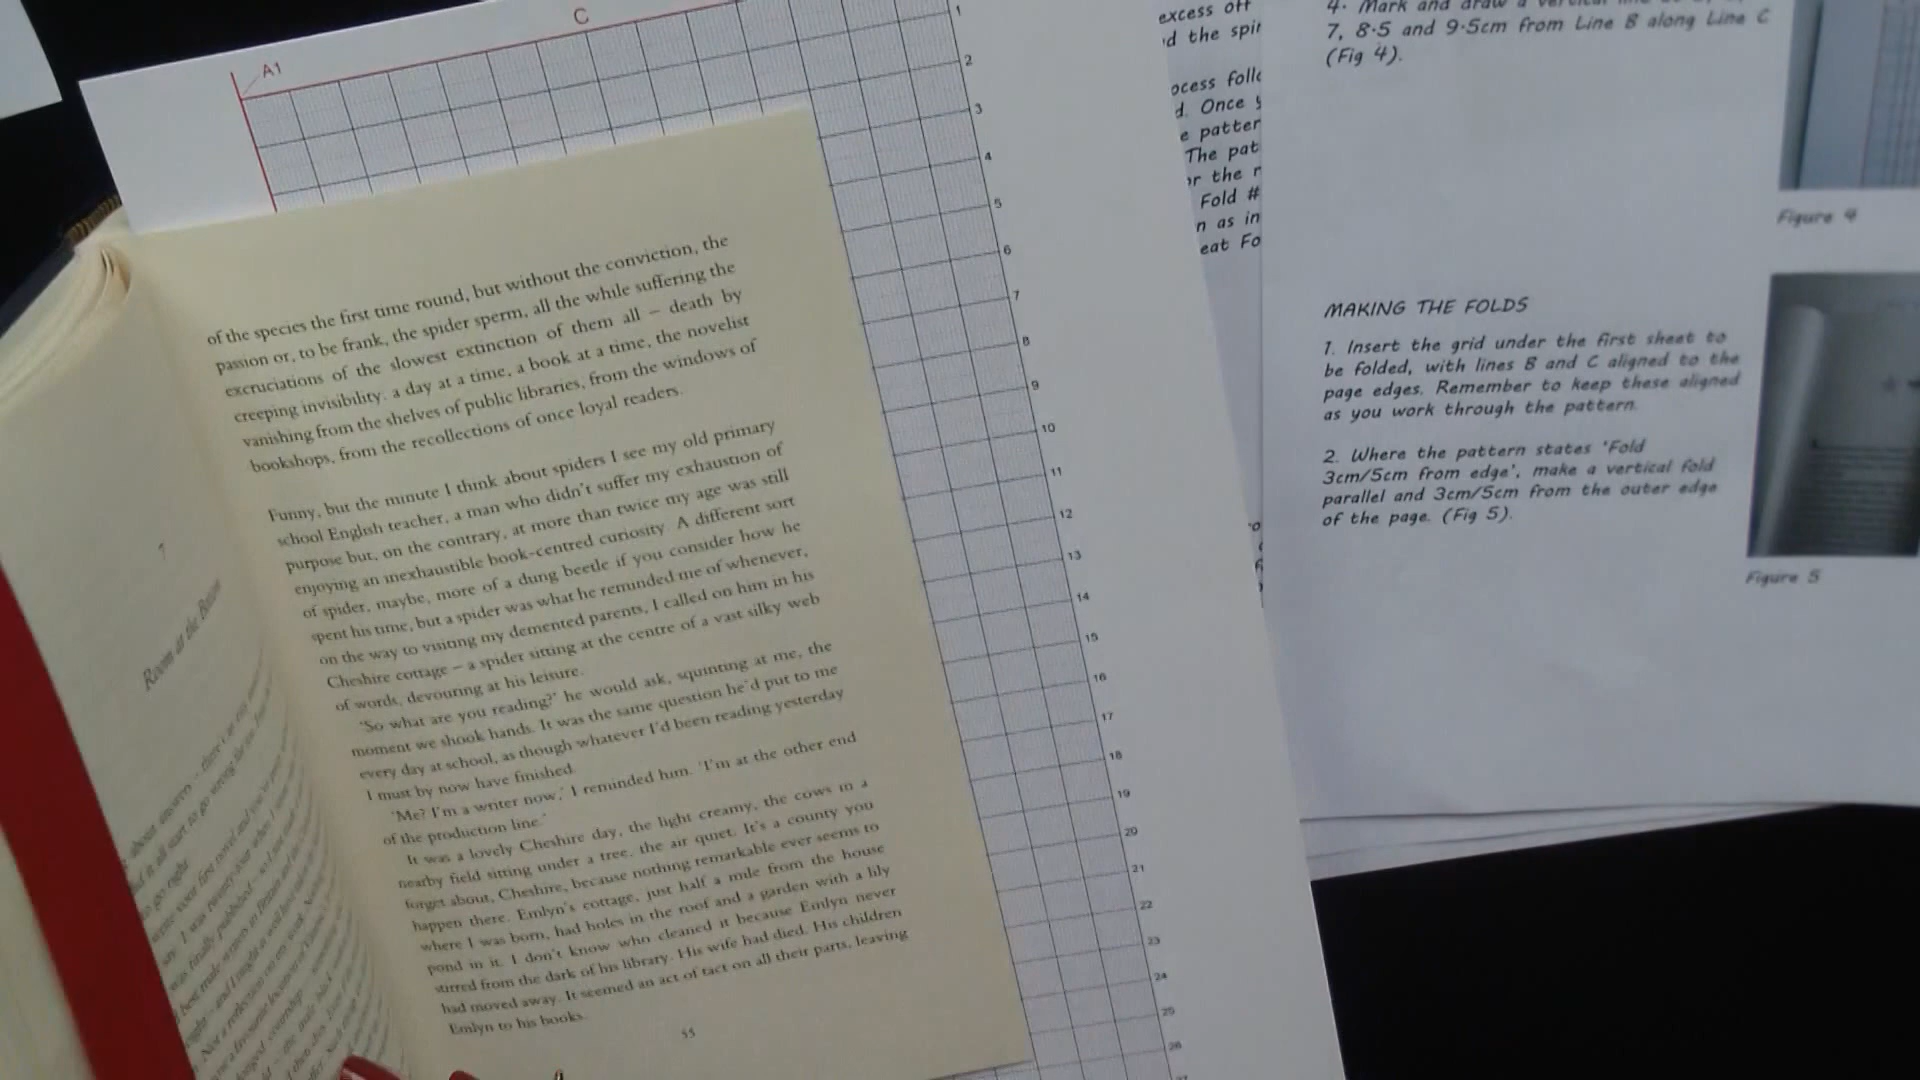 C
A1
1
2
3
4
5
6
7
8
9
10
11
12
13
14
15
16
17
18
19
20
21
22
23
24
25
26
of the species the first time round, but without the conviction, the
passion or, to be frank, the spider sperm, all the while suffering the
excruciations of the slowest extinction of them all – death by
creeping invisibility: a day at a time, a book at a time, the novelist
vanishing from the shelves of public libraries, from the windows of
bookshops, from the recollections of once loyal readers.
Funny, but the minute I think about spiders I see my old primary
school English teacher, a man who didn't suffer my exhaustion of
purpose but, on the contrary, at more than twice my age was still
enjoying an inexhaustible book-centred curiosity. A different sort
of spider, maybe, more of a dung beetle if you consider how he
spent his time, but a spider was what he reminded me of whenever,
on the way to visiting my demented parents, I called on him in his
Cheshire cottage – a spider sitting at the centre of a vast silky web
of words, devouring at his leisure.
'So what are you reading?' he would ask, squinting at me, the
moment we shook hands. It was the same question he'd put to me
every day at school, as though whatever I'd been reading yesterday
I must by now have finished.
'Me? I'm a writer now,' I reminded him. 'I'm at the other end
of the production line.'
It was a lovely Cheshire day, the light creamy, the cows in a
nearby field sitting under a tree, the air quiet. It's a county you
forget about, Cheshire, because nothing remarkable ever seems to
happen there. Emlyn's cottage, just half a mile from the house
where I was born, had holes in the roof and a garden with a lily
pond in it. I don't know who cleaned it because Emlyn never
stirred from the dark of his library. His wife had died. His children
had moved away. It seemed an act of tact on all their parts, leaving
Emlyn to his books.
55
7
Room at the
excess off
d the spir
ocess follo
d. Once y
e patter
The pat
or the r
Fold #
n as in
eat Fo
4. Mark and draw a vertical line
7, 8.5 and 9.5cm from Line B along Line C
(Fig 4).
Figure 4
MAKING THE FOLDS
1. Insert the grid under the first sheet to
be folded, with lines B and C aligned to the
page edges. Remember to keep these aligned
as you work through the pattern.
2. Where the pattern states 'Fold
3cm/5cm from edge', make a vertical fold
parallel and 3cm/5cm from the outer edge
of the page. (Fig 5).
Figure 5